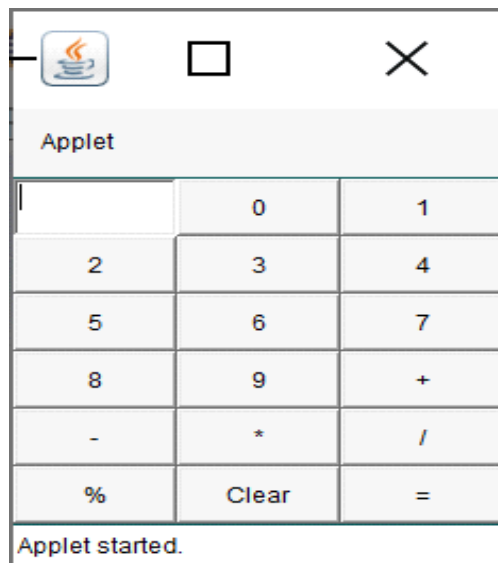 Applet
0 1
2 3 4
5 6 7
8 9 +
- * /
% Clear =
Applet started.